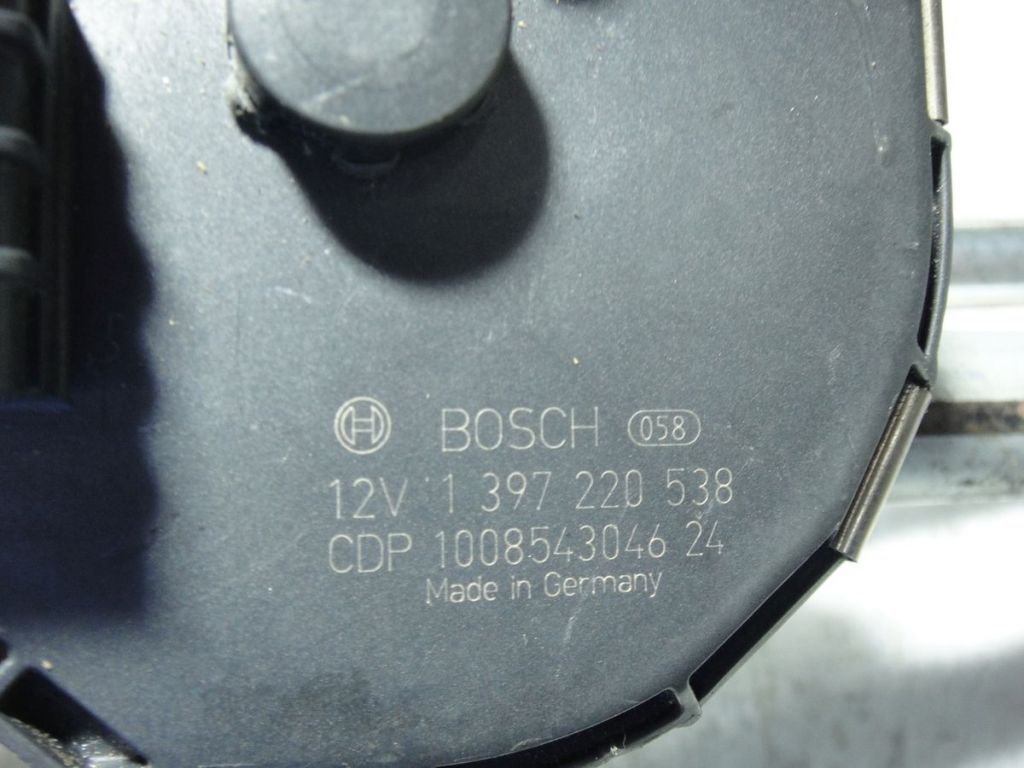 BOSCH 058
12V 1 397 220 538
CDP 1008543046 24
Made in Germany